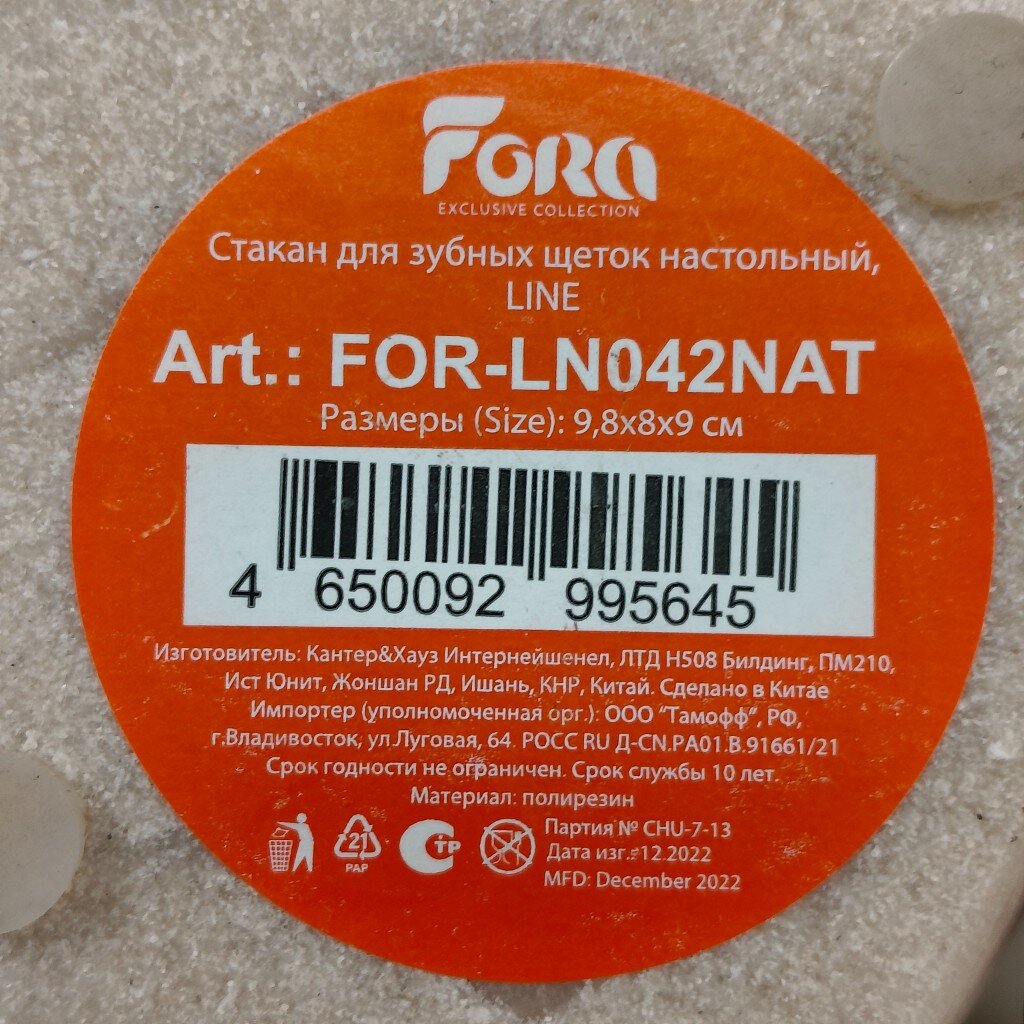 FORA
EXCLUSIVE COLLECTION
Стакан для зубных щеток настольный,
LINE
Art.: FOR-LN042NAT
Размеры (Size): 9,8x8x9 см
4 650092 995645
Изготовитель: Кантер&Хауз Интернейшенел, ЛТД H508 Билдинг, ПМ210,
Ист Юнит, Жоншан РД, Ишань, КНР, Китай. Сделано в Китае
Импортер (уполномоченная орг.): ООО "Тамофф", РФ,
г.Владивосток, ул.Луговая, 64. РОСС RU Д-CN.РА01.В.91661/21
Срок годности не ограничен. Срок службы 10 лет.
Материал: полирезин
21
PAP
СТР
Партия № CHU-7-13
Дата изг.:12.2022
MFD: December 2022